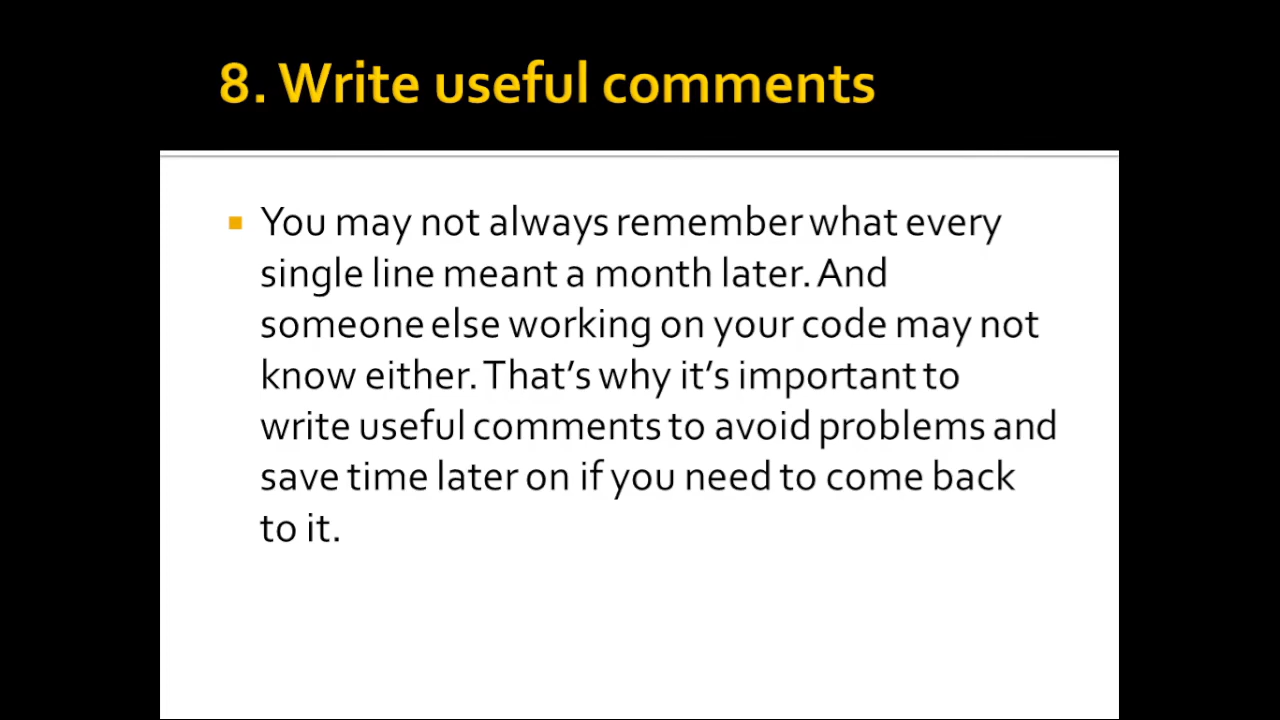 8. Write useful comments
You may not always remember what every
single line meant a month later. And
someone else working on your code may not
know either. That’s why it’s important to
write useful comments to avoid problems and
save time later on if you need to come back
to it.